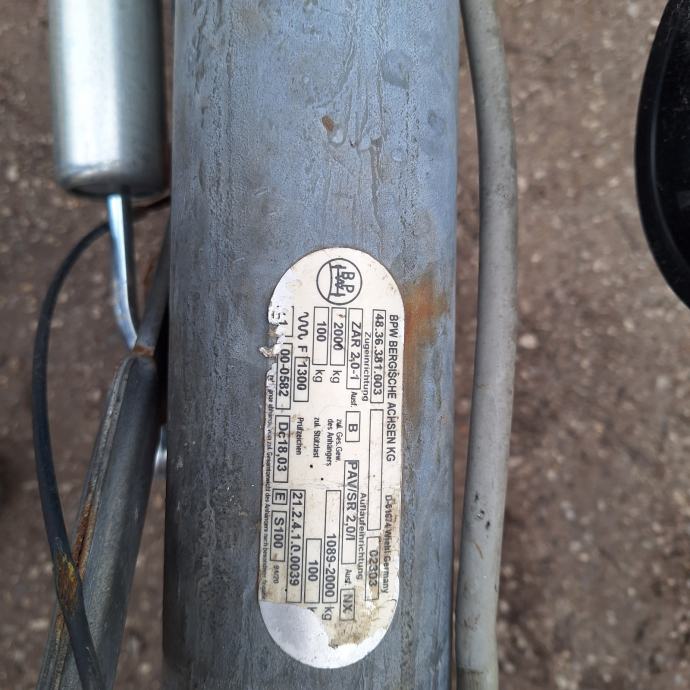 BPW
BPW BERGISCHE ACHSEN KG
D-51674 Wiehl Germany
48.36.381.003
02303
Zugeinrichtung
Auflaufeinrichtung
ZAR 2,0-1 Ausf. B PAV/SR 2,0/I Ausf. NX
2000 kg zul. Ges.Gew. des Anhängers 1089-2000 kg
100 kg zul. Stützlast 100 k
F 1300 Prüfzeichen 21.2.4.1.0.0039
00-0582 Dc18,03 E S100 04/20